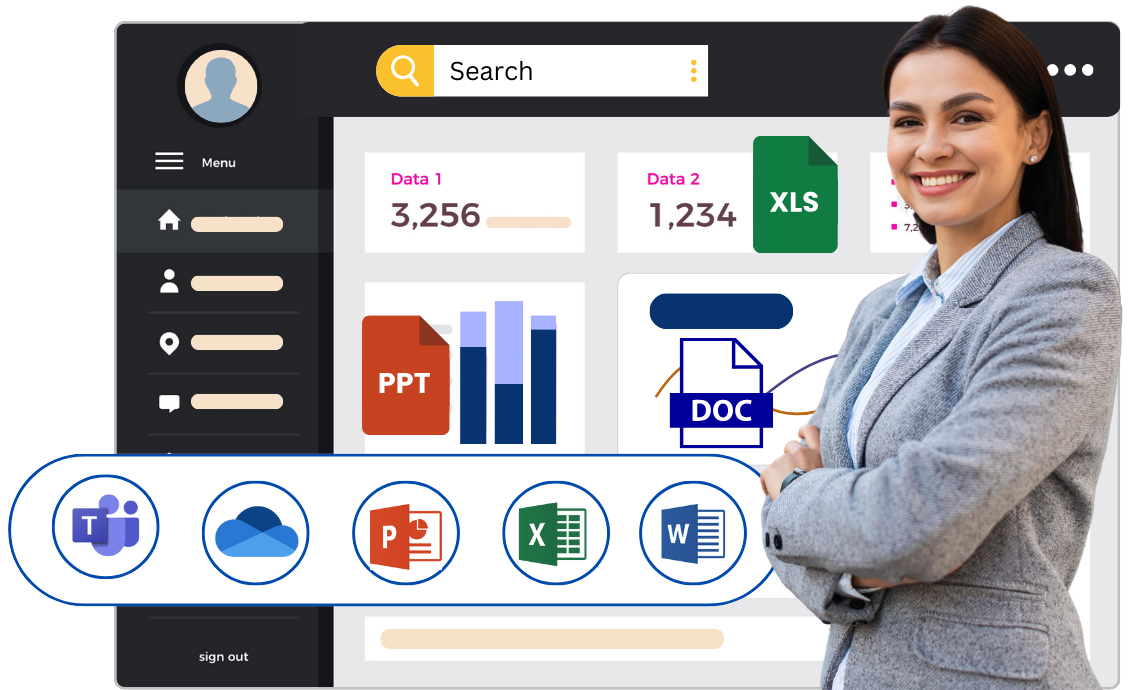 Search
Menu
Data 1
3,256
Data 2
1,234
XLS
PPT
DOC
T
P
X
W
sign out